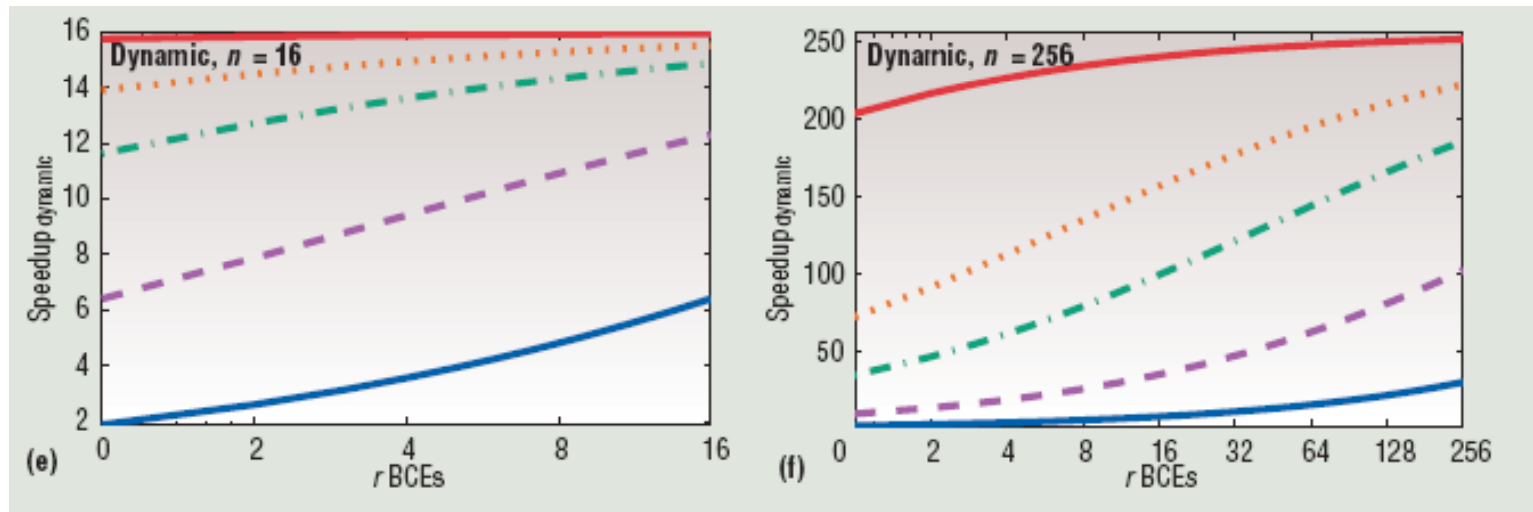 16
14
12
10
8
6
4
2
Speedup dynamic
Dynamic, n = 16
0 2 4 8 16
r BCEs
(e)
250
200
150
100
50
Speedup dynamic
Dynamic, n = 256
0 2 4 8 16 32 64 128 256
r BCEs
(f)